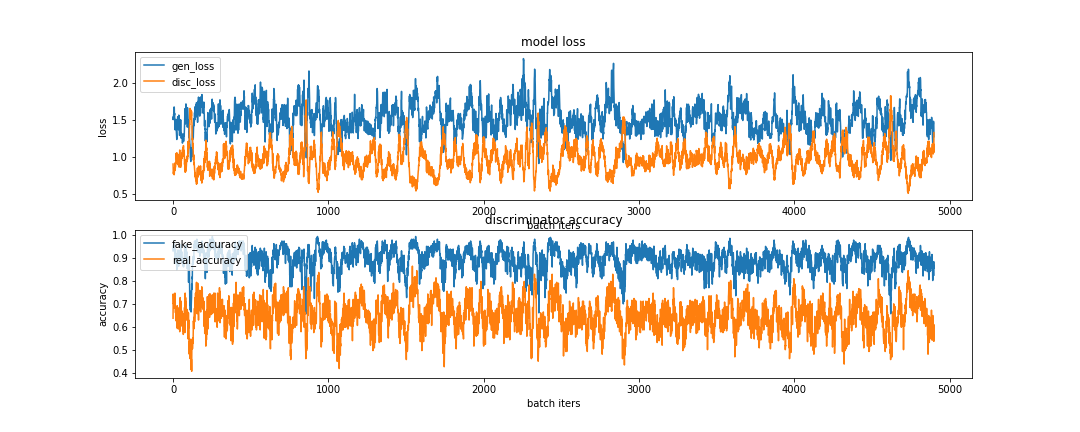 model loss
gen_loss
disc_loss
2.0
1.5
1.0
0.5
loss
0 1000 2000 3000 4000 5000
batch iters
discriminator accuracy
fake_accuracy
real_accuracy
1.0
0.9
0.8
0.7
0.6
0.5
0.4
accuracy
0 1000 2000 3000 4000 5000
batch iters